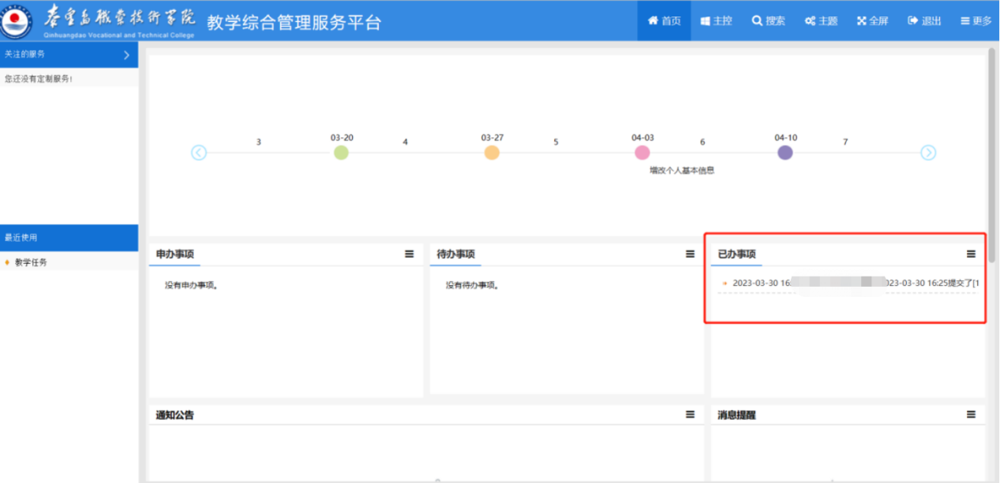 秦皇岛职业技术学院
Qinhuangdao Vocational and Technical College
教学综合管理服务平台
首页 主控 搜索 主题 全屏 退出 更多
关注的服务
您还没有定制服务!
3 03-20 4 03-27 5 04-03 6 04-10 7
增改个人基本信息
最近使用
教学任务
申办事项
没有申办事项。
待办事项
没有待办事项。
已办事项
2023-03-30 16: 023-03-30 16:25提交了[1
通知公告
消息提醒